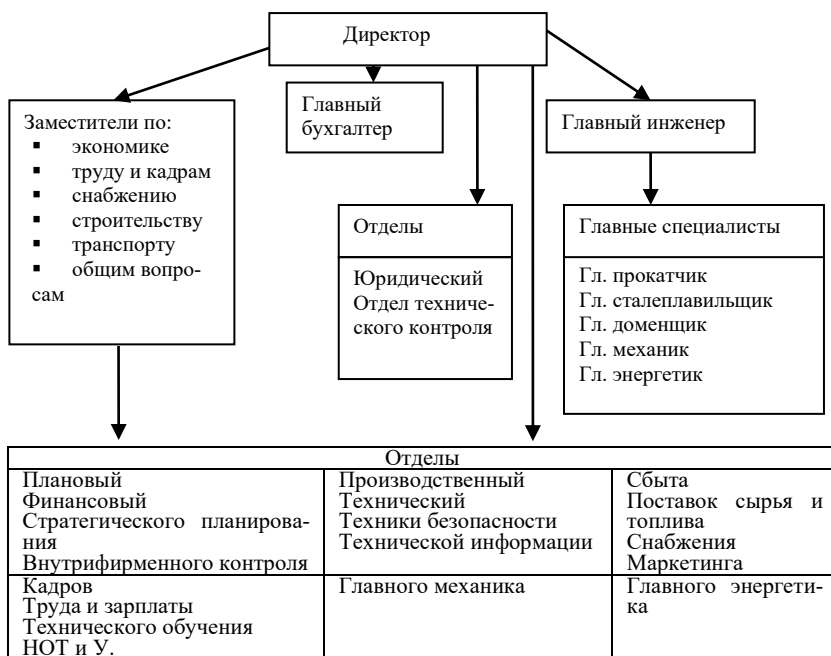 Директор
Заместители по:
▪ экономике
▪ труду и кадрам
▪ снабжению
▪ строительству
▪ транспорту
▪ общим вопро-
сам
Главный
бухгалтер
Главный инженер
Отделы
Юридический
Отдел техниче-
ского контроля
Главные специалисты
Гл. прокатчик
Гл. сталеплавильщик
Гл. доменщик
Гл. механик
Гл. энергетик
Отделы
Плановый
Финансовый
Стратегического планирова-
ния
Внутрифирменного контроля
Производственный
Технический
Техники безопасности
Технической информации
Сбыта
Поставок сырья и
топлива
Снабжения
Маркетинга
Кадров
Труда и зарплаты
Технического обучения
НОТ и У.
Главного механика
Главного энергети-
ка